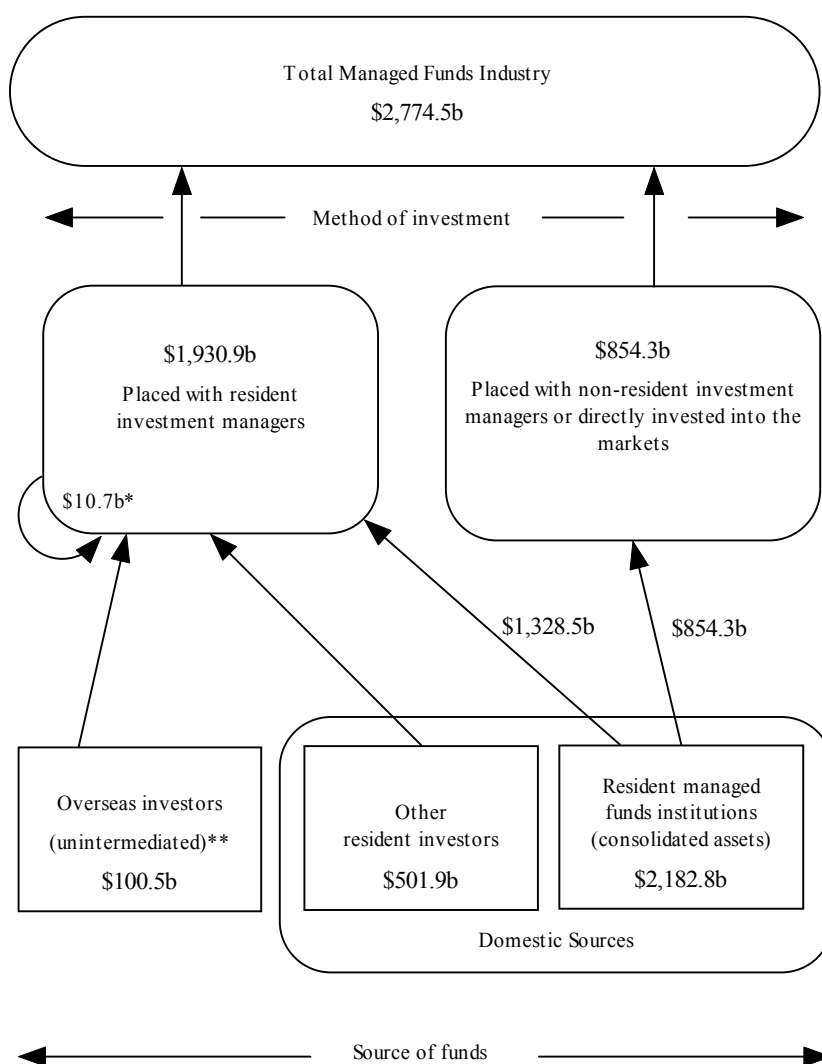 Total Managed Funds Industry
$2,774.5b
Method of investment
$1,930.9b
Placed with resident
investment managers
$854.3b
Placed with non-resident investment
managers or directly invested into the
markets
$10.7b*
$1,328.5b
$854.3b
Overseas investors
(unintermediated)**
$100.5b
Other
resident investors
$501.9b
Resident managed
funds institutions
(consolidated assets)
$2,182.8b
Domestic Sources
Source of funds